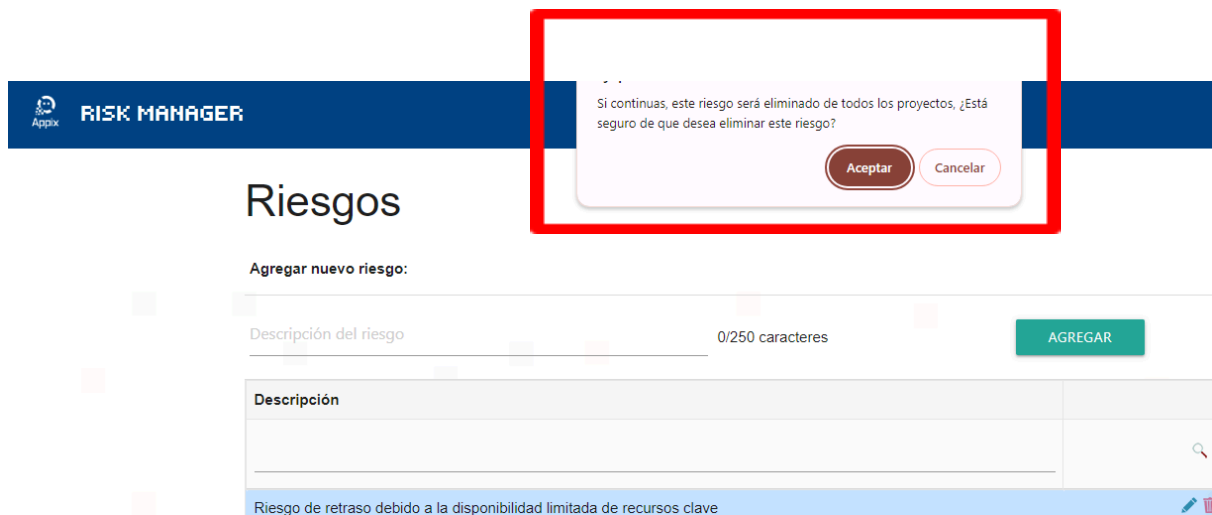 Si continuas, este riesgo será eliminado de todos los proyectos, ¿Está
seguro de que desea eliminar este riesgo?
Aceptar Cancelar
Appix RISK MANAGER
Riesgos
Agregar nuevo riesgo:
Descripción del riesgo 0/250 caracteres AGREGAR
Descripción
Riesgo de retraso debido a la disponibilidad limitada de recursos clave